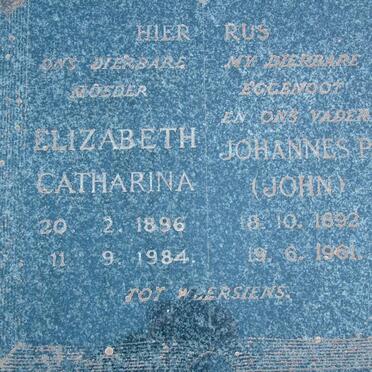 HIER RUS
ONS DIERBARE
MOEDER
ELIZABETH
CATHARINA
20. 2. 1896
11 9. 1984.
MY DIERBARE
EGGENOOT
EN ONS VADER
JOHANNES P
(JOHN)
18. 10. 1892
19. 6. 1961.
TOT WEERSIENS.